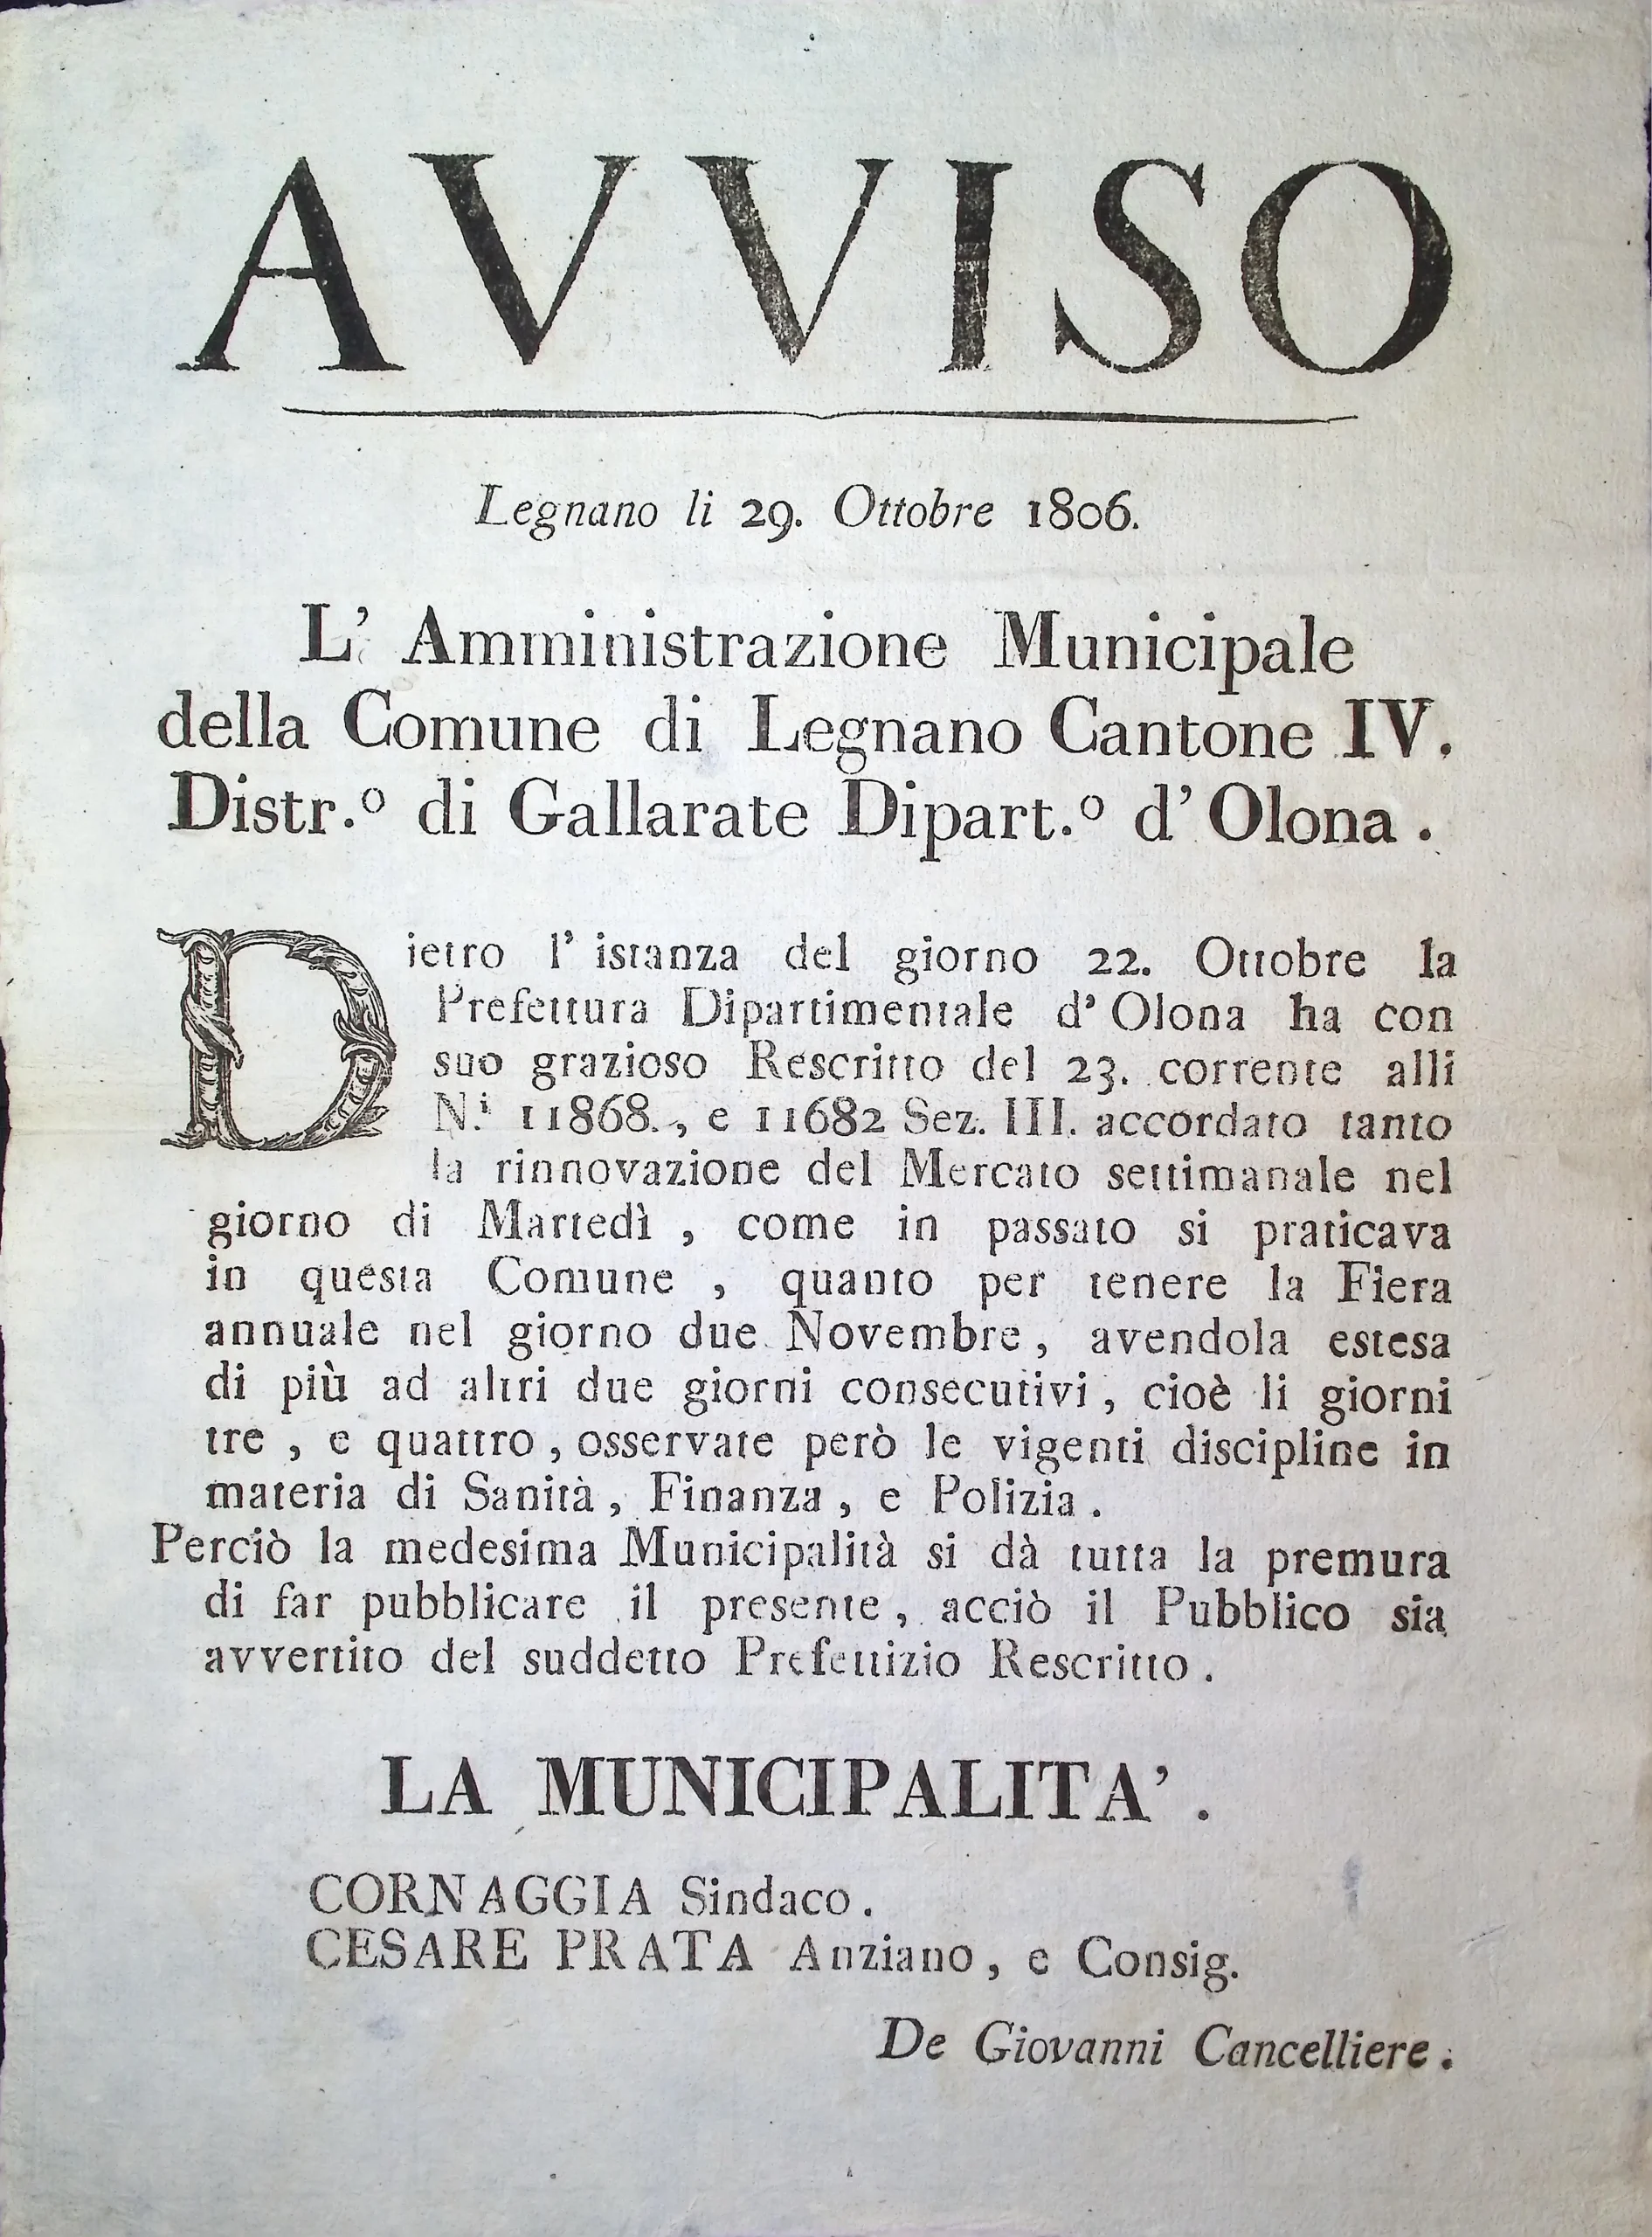 AVVISO
Legnano li 29. Ottobre 1806.
L' Amministrazione Municipale
della Comune di Legnano Cantone IV.
Distr.º di Gallarate Dipart.º d' Olona .
Dietro l' istanza del giorno 22. Ottobre la
Prefettura Dipartimentale d' Olona ha con
suo grazioso Rescritto del 23. corrente alli
N.i 11868., e 11682 Sez. III. accordato tanto
la rinnovazione del Mercato settimanale nel
giorno di Martedì , come in passato si praticava
in questa Comune , quanto per tenere la Fiera
annuale nel giorno due Novembre , avendola estesa
di più ad altri due giorni consecutivi , cioè li giorni
tre , e quattro , osservate però le vigenti discipline in
materia di Sanità , Finanza , e Polizia .
Perciò la medesima Municipalità si dà tutta la premura
di far pubblicare il presente , acciò il Pubblico sia
avvertito del suddetto Prefettizio Rescritto .
LA MUNICIPALITA' .
CORNAGGIA Sindaco .
CESARE PRATA Anziano , e Consig.
De Giovanni Cancelliere .